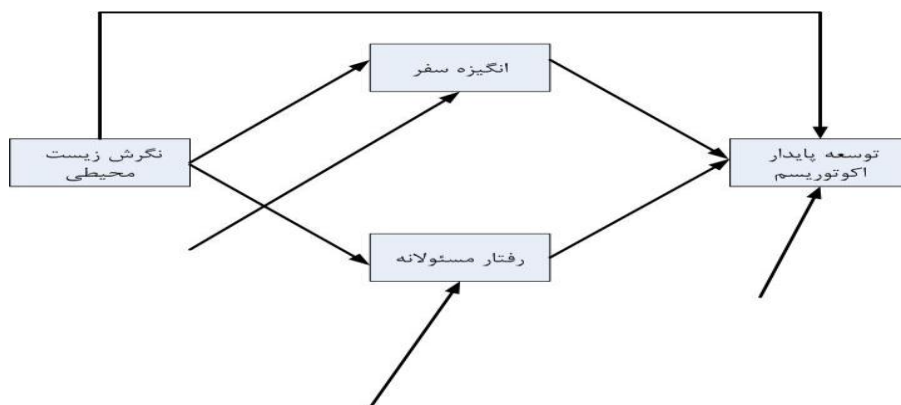 انگیزه سفر
نگرش زیست
محیطی
توسعه پایدار
اکوتوریسم
رفتار مسئولانه